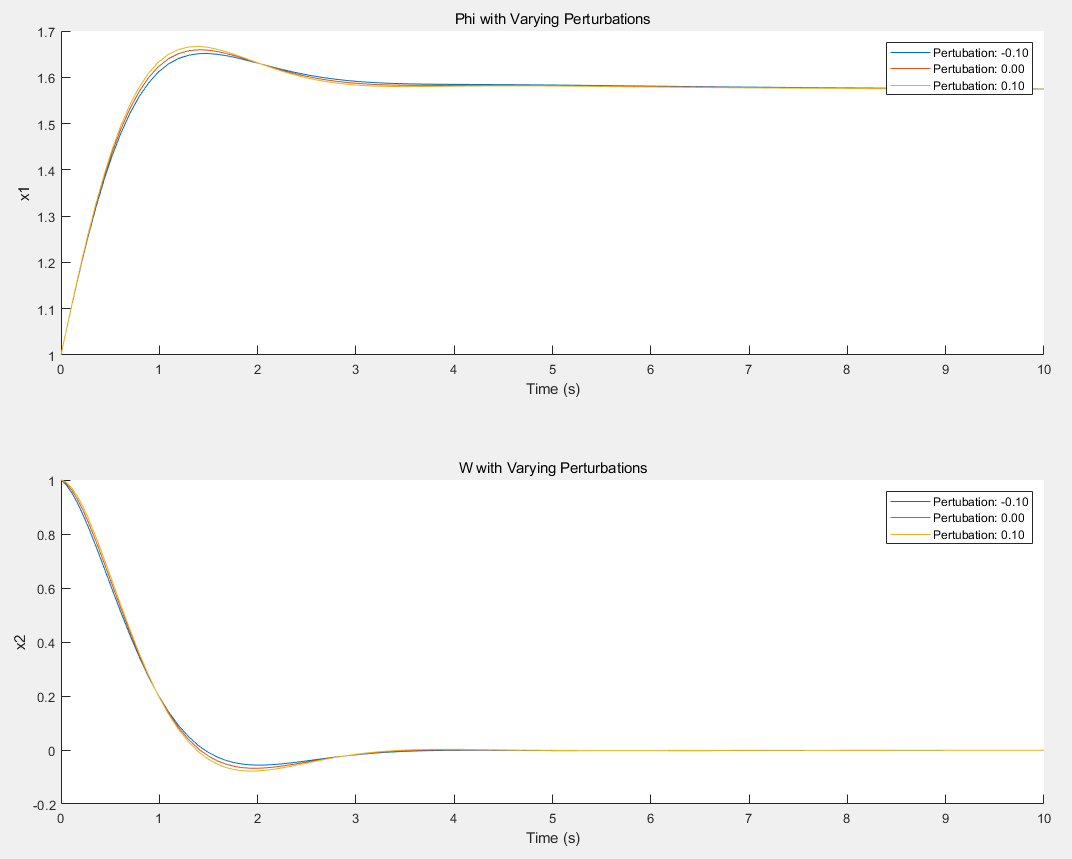 Phi with Varying Perturbations
1.7
1.6
1.5
1.4
1.3
1.2
1.1
1
x1
Pertubation: -0.10
Pertubation: 0.00
Pertubation: 0.10
0 1 2 3 4 5 6 7 8 9 10
Time (s)
W with Varying Perturbations
1
0.8
0.6
0.4
0.2
0
-0.2
x2
Pertubation: -0.10
Pertubation: 0.00
Pertubation: 0.10
0 1 2 3 4 5 6 7 8 9 10
Time (s)